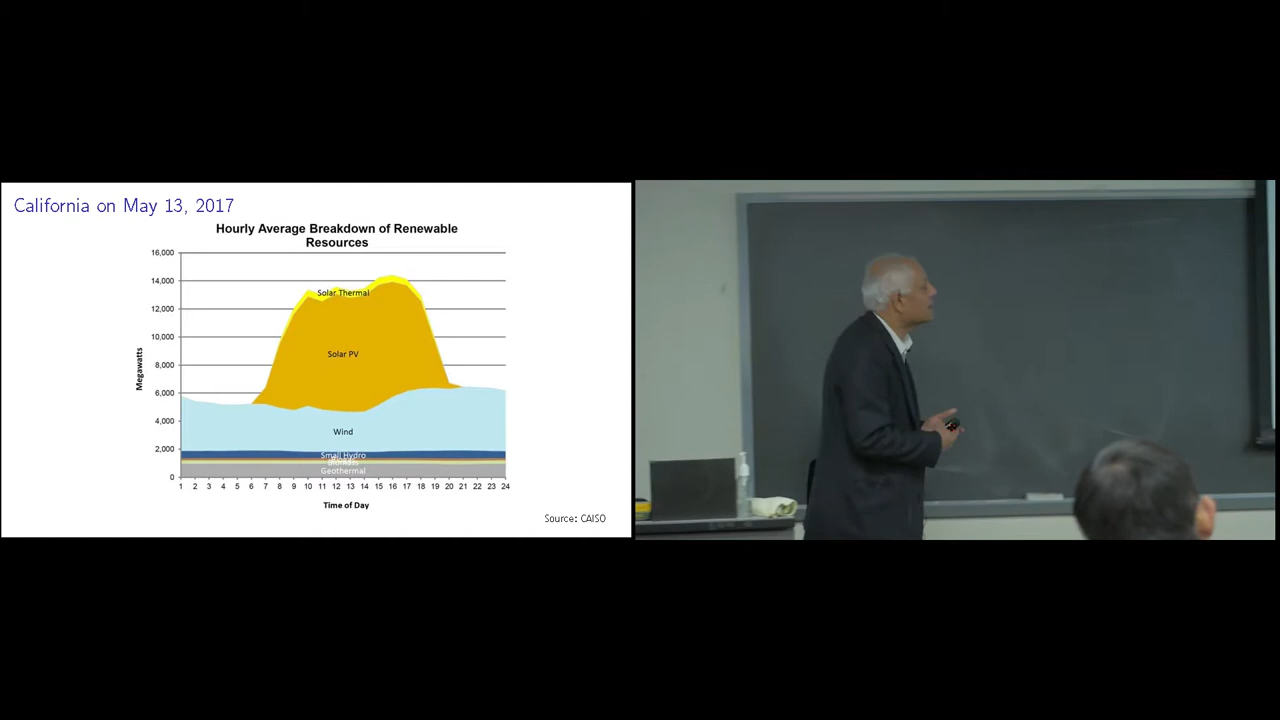 California on May 13, 2017
Hourly Average Breakdown of Renewable
Resources
16,000
14,000
12,000
10,000
8,000
6,000
4,000
2,000
0
Megawatts
Solar Thermal
Solar PV
Wind
Small Hydro
Biomass
Geothermal
1 2 3 4 5 6 7 8 9 10 11 12 13 14 15 16 17 18 19 20 21 22 23 24
Time of Day
Source: CAISO